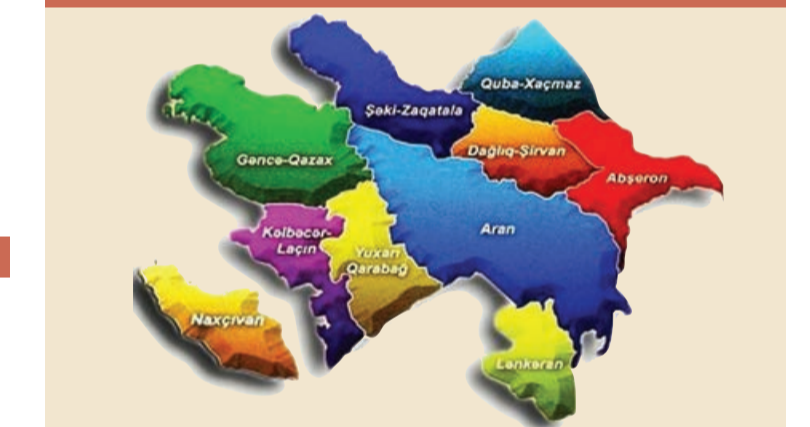 Quba-Xaçmaz
Şəki-Zaqatala
Dağlıq-Şirvan
Gəncə-Qazax
Abşeron
Kəlbəcər-
Laçın
Aran
Yuxarı
Qarabağ
Naxçıvan
Lənkəran